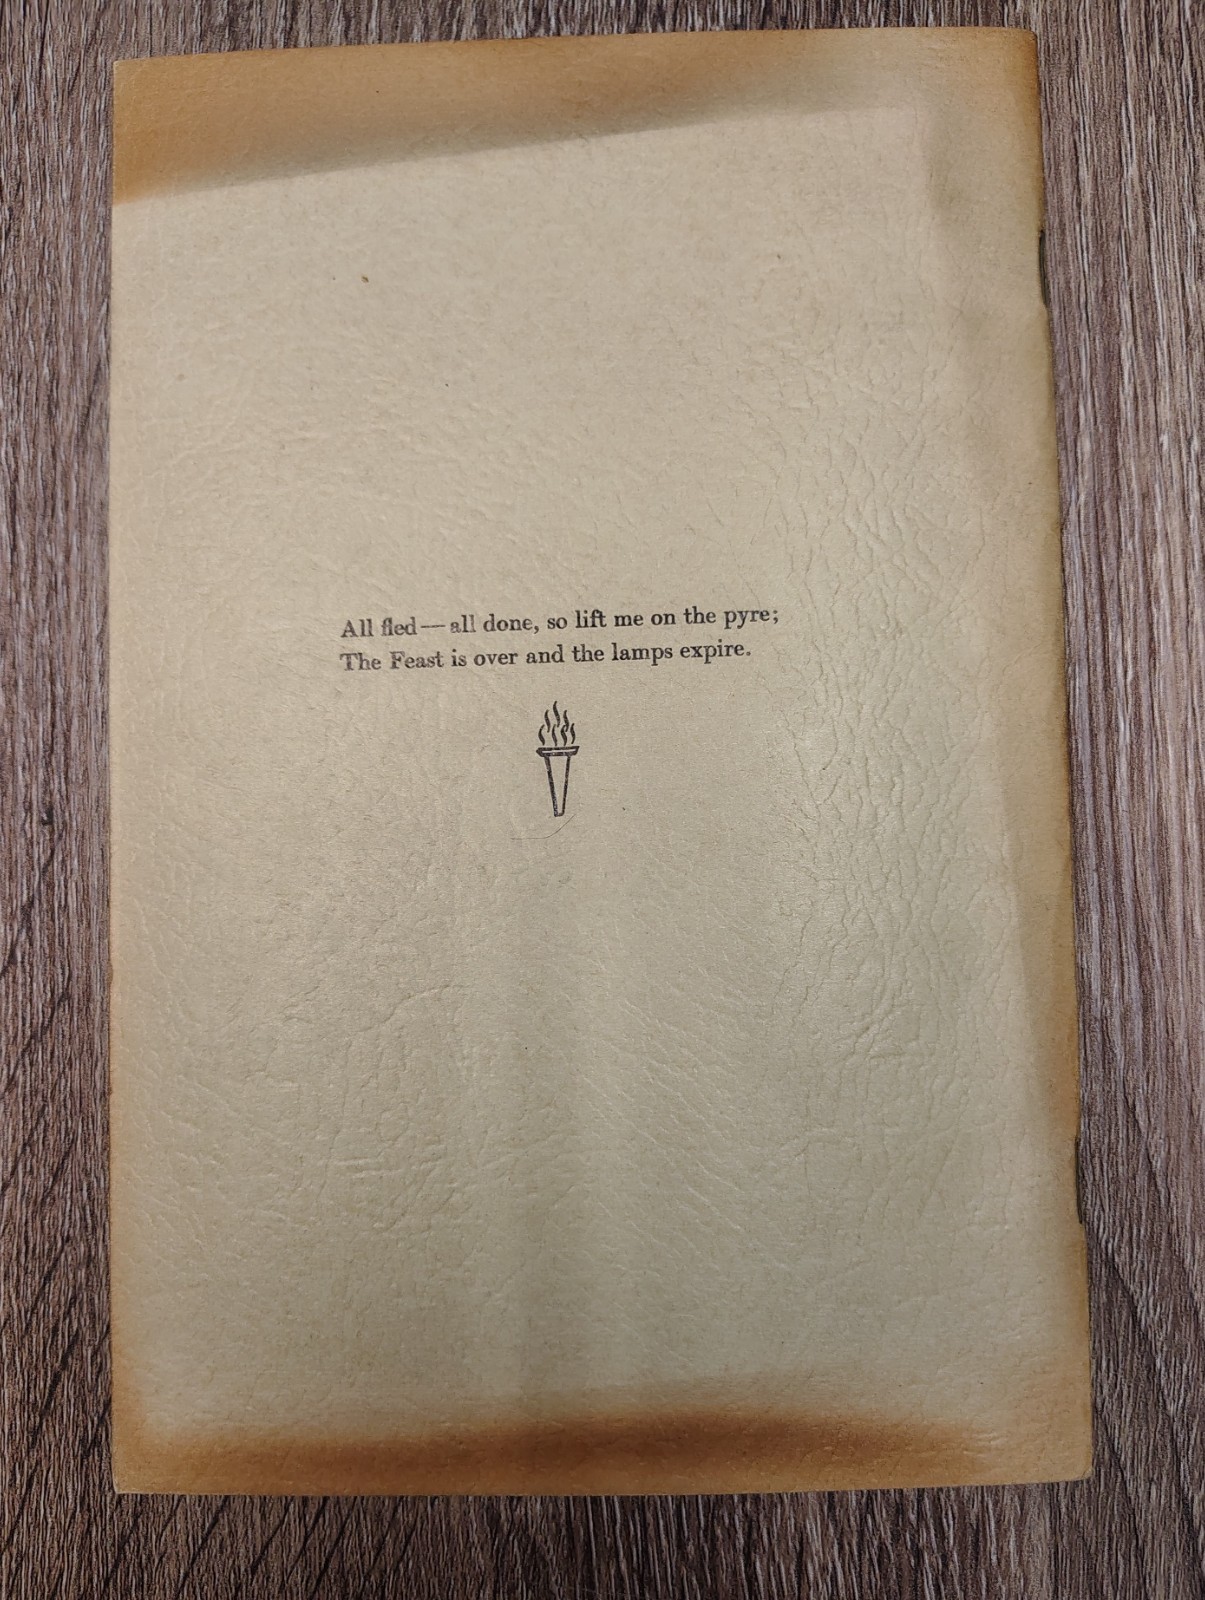 All fled—all done, so lift me on the pyre;
The Feast is over and the lamps expire.